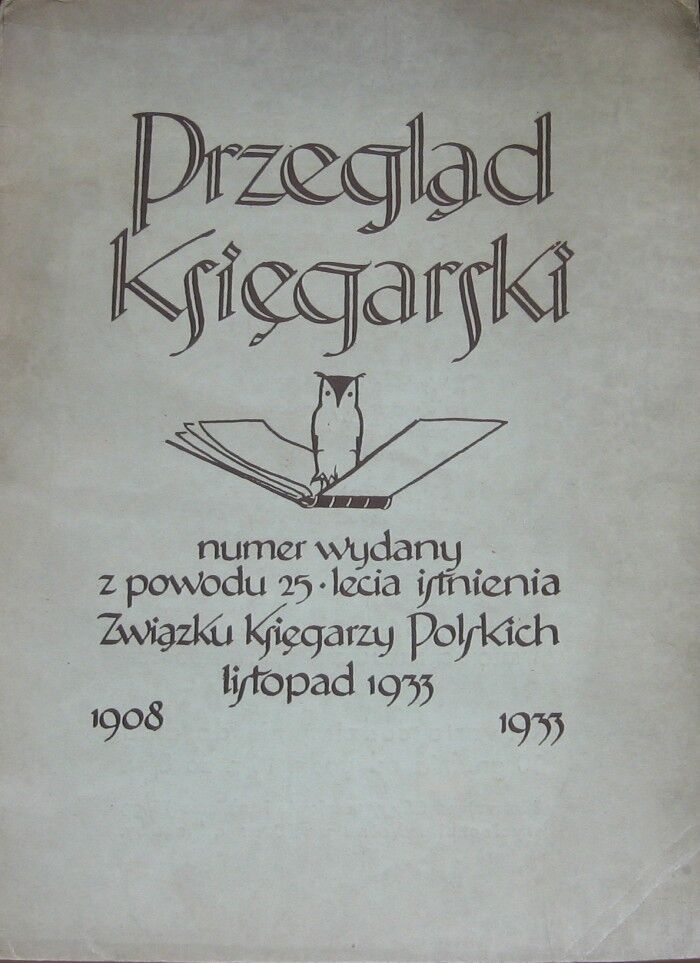 Przegląd
Księgarski
numer wydany
z powodu 25-lecia istnienia
Związku Księgarzy Polskich
listopad 1933
1908 1933